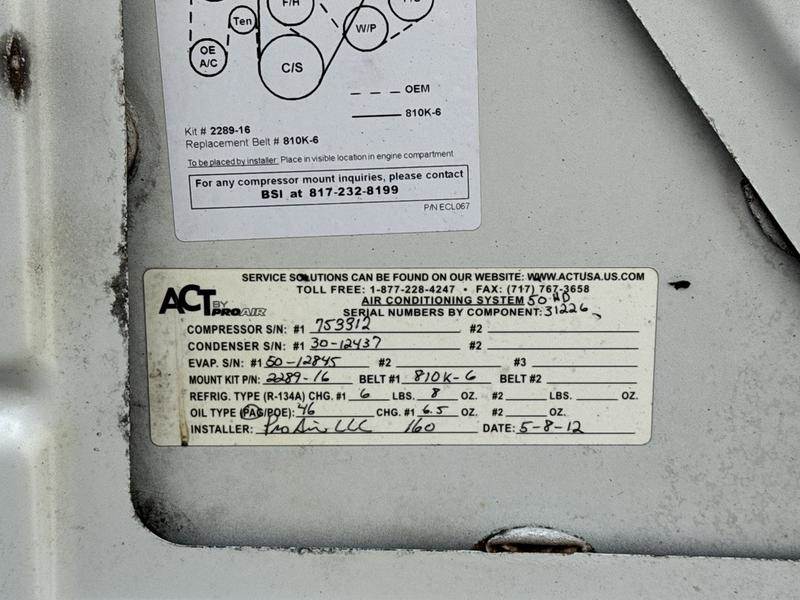 F/H
Ten
W/P
OE
A/C
C/S
OEM
810K-6
Kit # 2289-16
Replacement Belt # 810K-6
To be placed by installer: Place in visible location in engine compartment
For any compressor mount inquiries, please contact
BSI at 817-232-8199
P/N ECL067
SERVICE SOLUTIONS CAN BE FOUND ON OUR WEBSITE: WWW.ACTUSA.US.COM
TOLL FREE: 1-877-228-4247 • FAX: (717) 767-3658
ACT BY PROAIR
AIR CONDITIONING SYSTEM 50 HD
SERIAL NUMBERS BY COMPONENT: 31226
COMPRESSOR S/N: #1 753312 #2
CONDENSER S/N: #1 30-12437 #2
EVAP. S/N: #1 50-12845 #2 #3
MOUNT KIT P/N: 2289-16 BELT #1 810K-6 BELT #2
REFRIG. TYPE (R-134A) CHG. #1 6 LBS. 8 OZ. #2 LBS. OZ.
OIL TYPE (PAG/POE): 46 CHG. #1 6.5 OZ. #2 OZ.
INSTALLER: ProAir LLC 160 DATE: 5-8-12